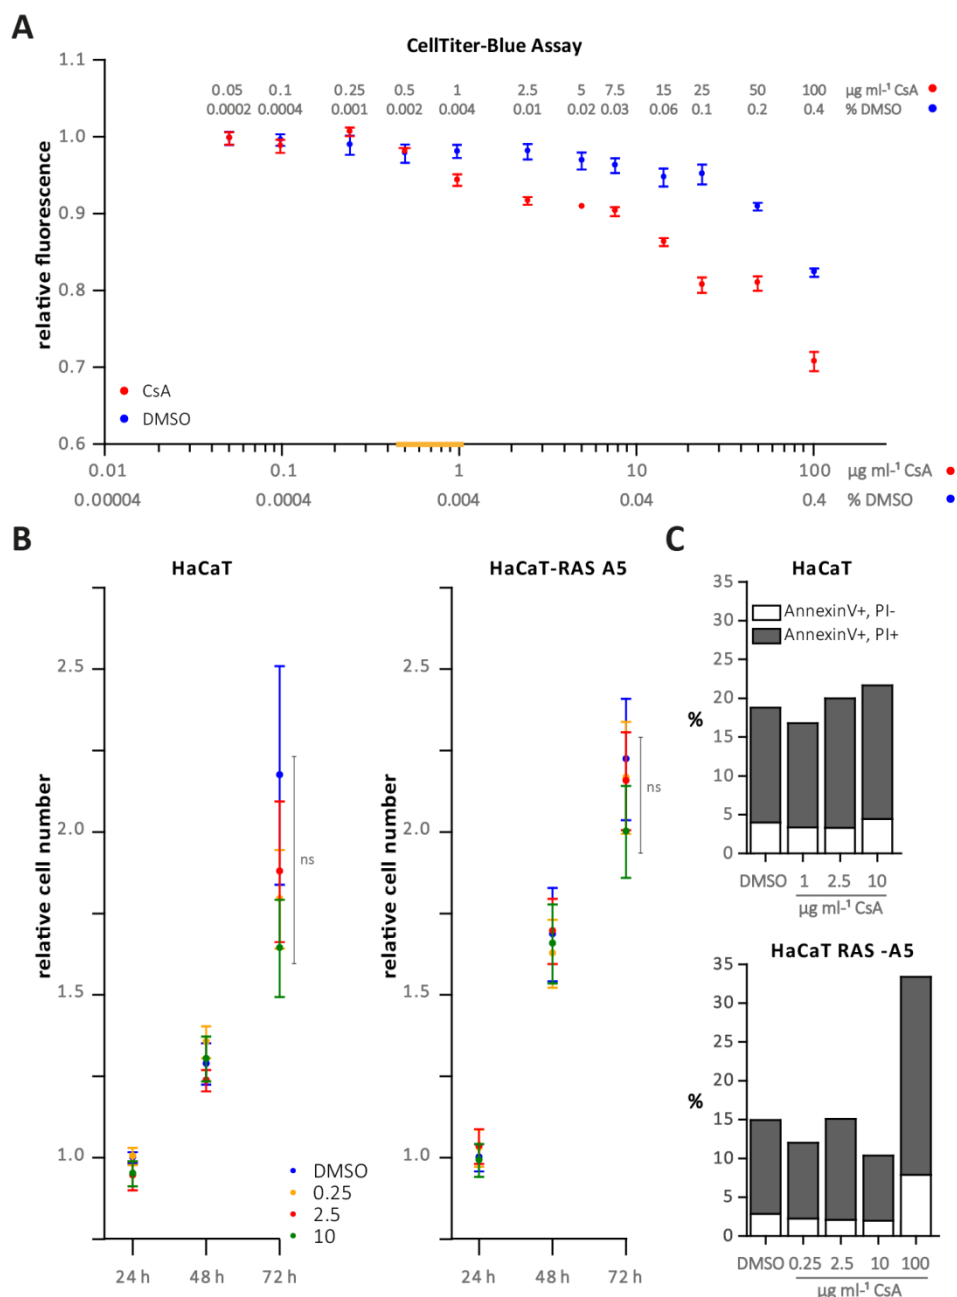 A
CellTiter-Blue Assay
1.1
1.0
0.9
0.8
0.7
0.6
relative fluorescence
0.05 0.1 0.25 0.5 1 2.5 5 7.5 15 25 50 100 µg ml-¹ CsA
0.0002 0.0004 0.001 0.002 0.004 0.01 0.02 0.03 0.06 0.1 0.2 0.4 % DMSO
CsA
DMSO
0.01 0.1 1 10 100 µg ml-¹ CsA
0.00004 0.0004 0.004 0.04 0.4 % DMSO
B
HaCaT
2.5
2.0
1.5
1.0
relative cell number
ns
DMSO
0.25
2.5
10
24 h 48 h 72 h
HaCaT-RAS A5
2.5
2.0
1.5
1.0
relative cell number
ns
24 h 48 h 72 h
C
HaCaT
35
30
25
20
15
10
5
0
%
AnnexinV+, PI-
AnnexinV+, PI+
DMSO 1 2.5 10
µg ml-¹ CsA
HaCaT RAS -A5
35
30
25
20
15
10
5
0
%
DMSO 0.25 2.5 10 100
µg ml-¹ CsA